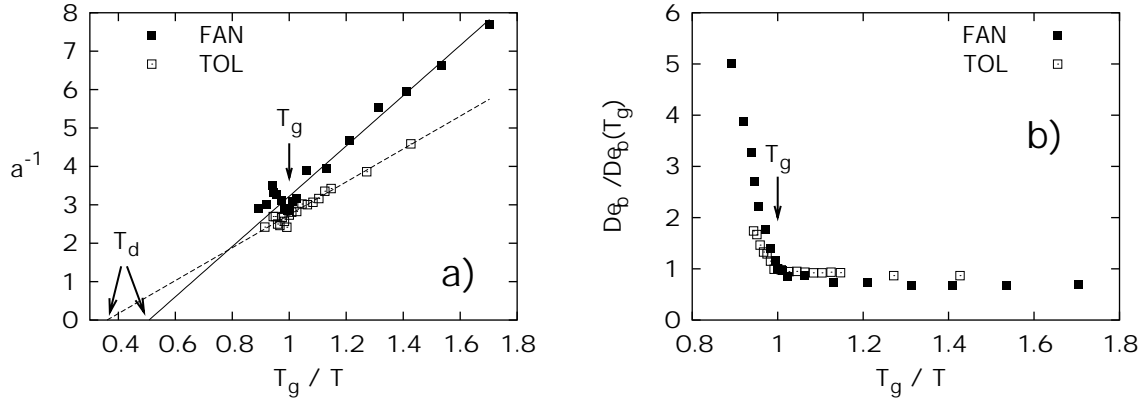 8
7
6
5
4
3
2
1
0
a⁻¹
FAN
TOL
T_g
T_d
a)
0.4 0.6 0.8 1 1.2 1.4 1.6 1.8
T_g / T
6
5
4
3
2
1
0
De_b /De_b(T_g)
FAN
TOL
T_g
b)
0.8 1 1.2 1.4 1.6 1.8
T_g / T